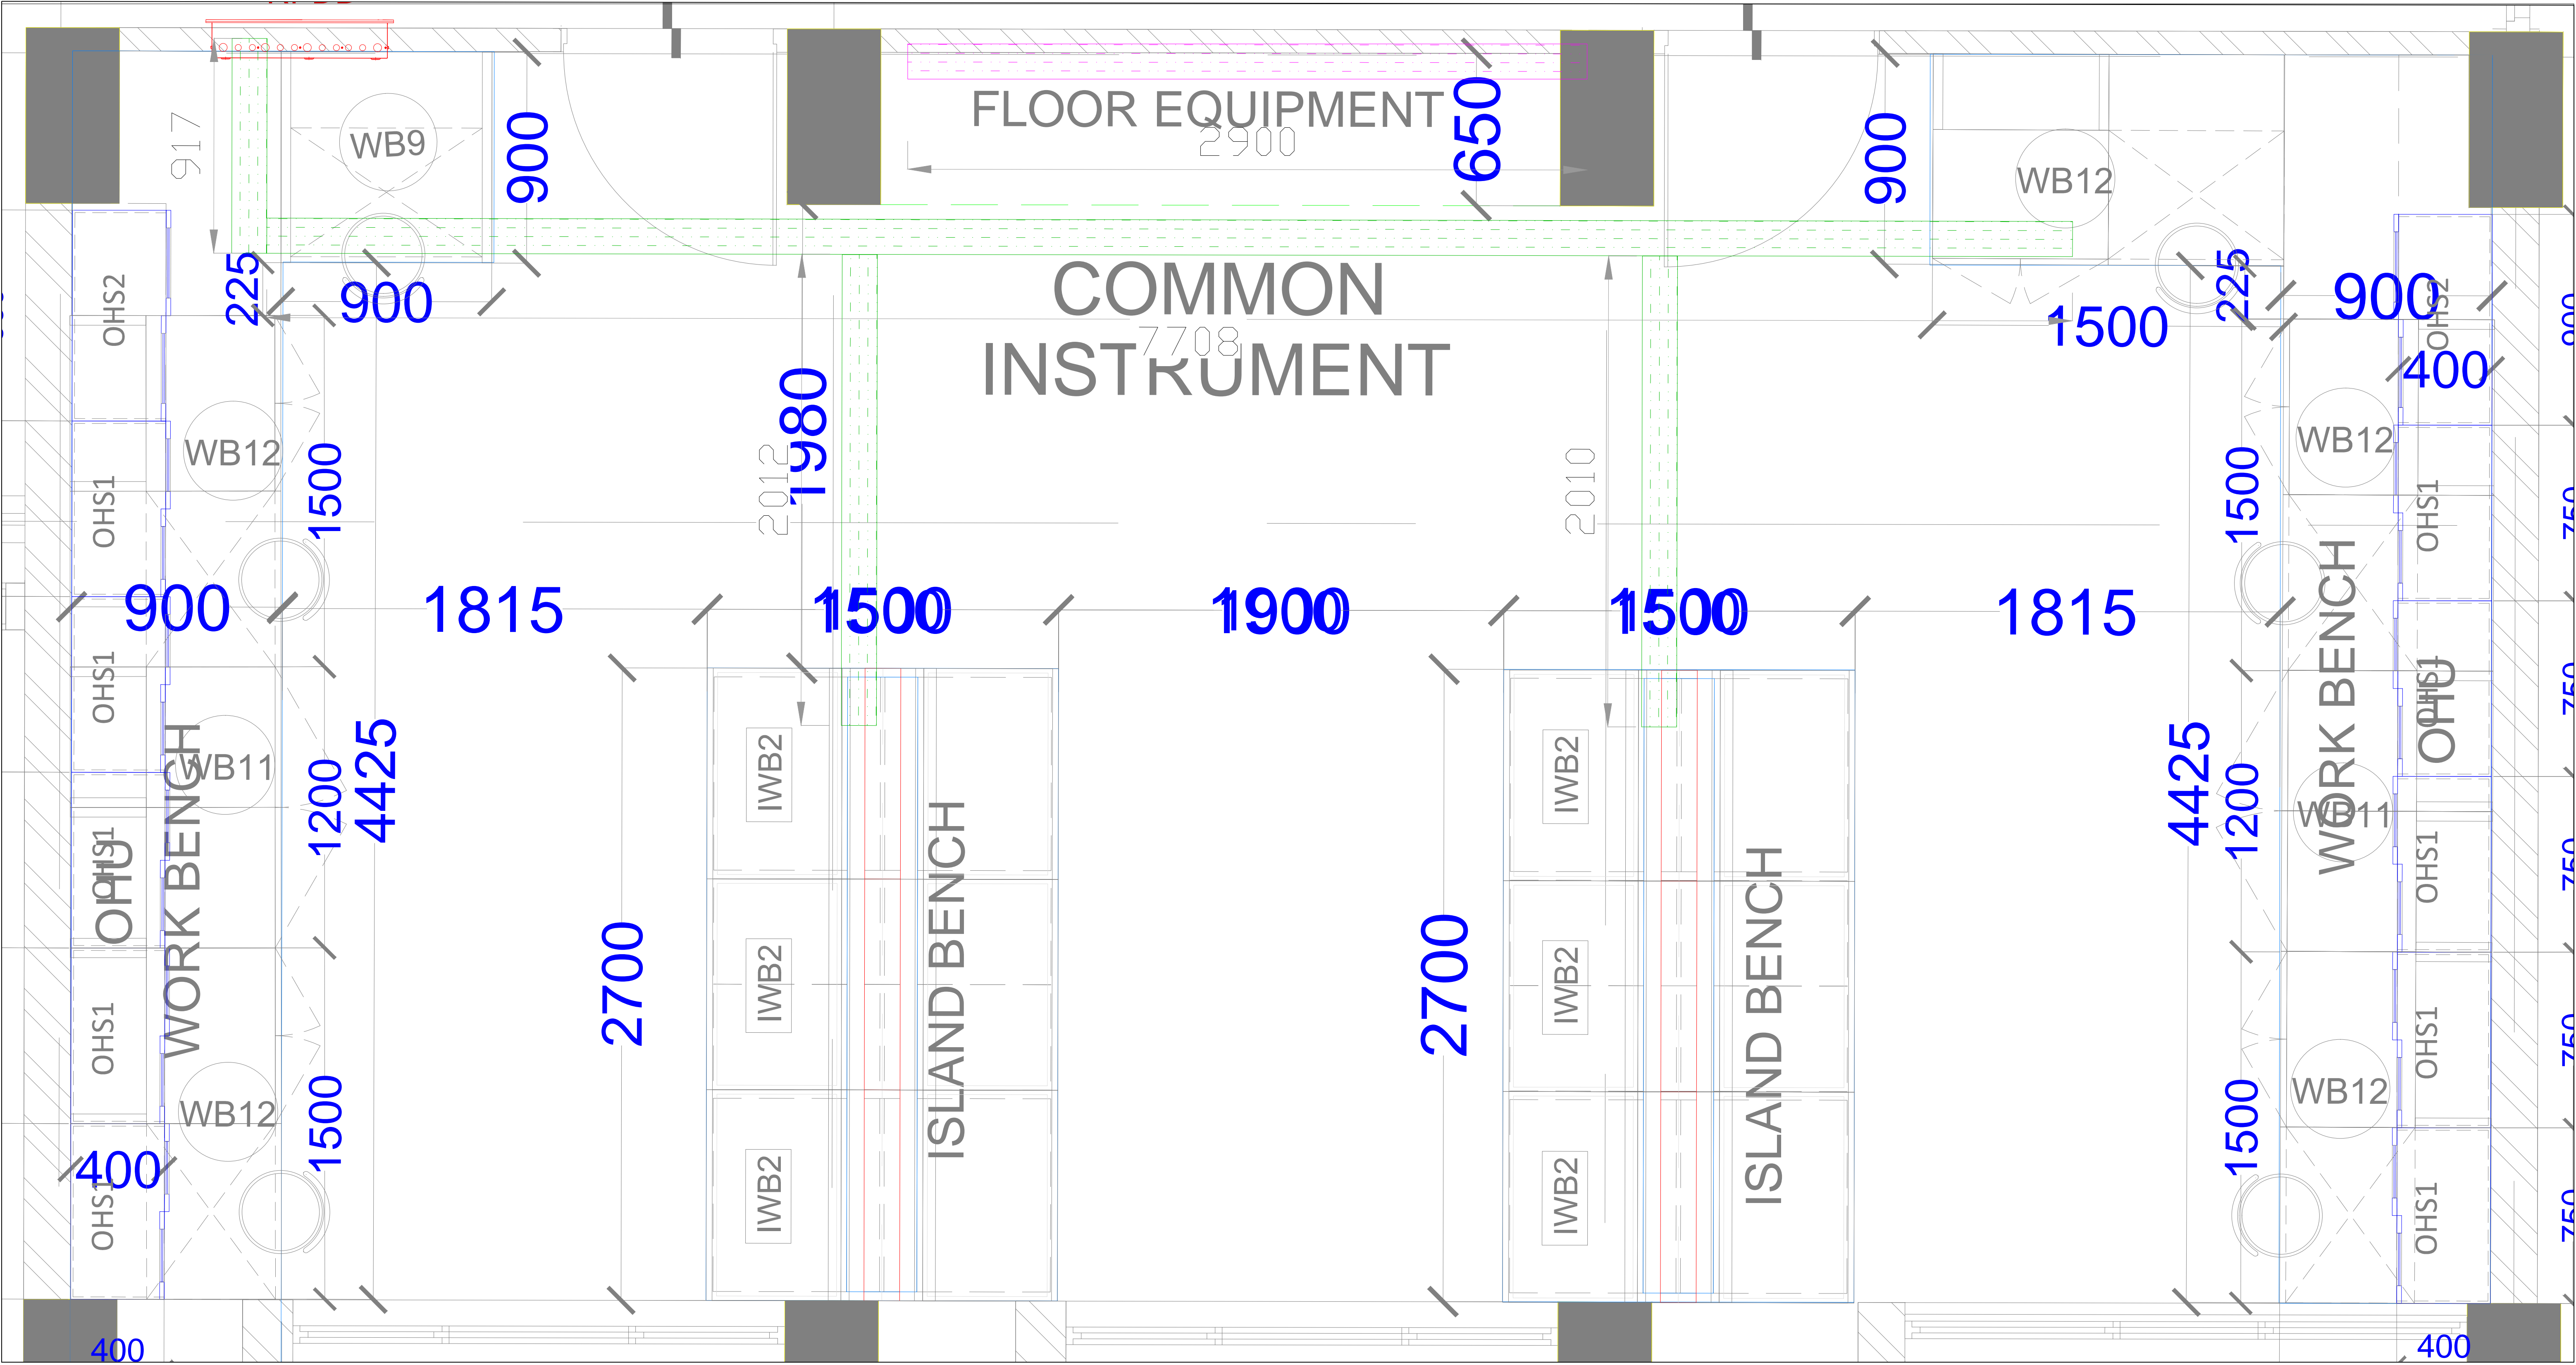 FLOOR EQUIPMENT
2900
650
917
WB9
900
900
WB12
COMMON
INSTRUMENT
7708
225
900
OHS2
1500
225
900
OHS2
400
1980
2012
2010
WB12
1500
OHS1
WB12
1500
OHS1
900
1815
1500
1900
1500
1815
OHS1
WB11
1200
4425
WORK BENCH
OHU
OHS1
IWB2
IWB2
4425
1200
WORK BENCH
WB11
OHS1
OHU
OHS1
2700
IWB2
ISLAND BENCH
2700
IWB2
ISLAND BENCH
OHS1
WB12
1500
IWB2
IWB2
1500
WB12
OHS1
400
OHS1
OHS1
400
400